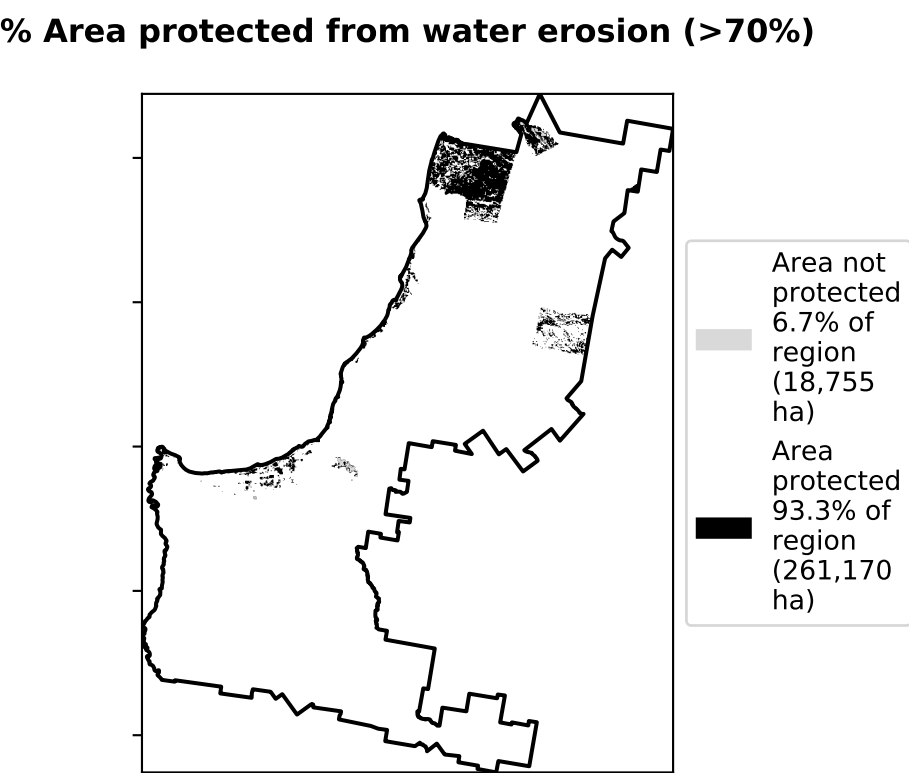 % Area protected from water erosion (>70%)
Area not
protected
6.7% of
region
(18,755
ha)
Area
protected
93.3% of
region
(261,170
ha)